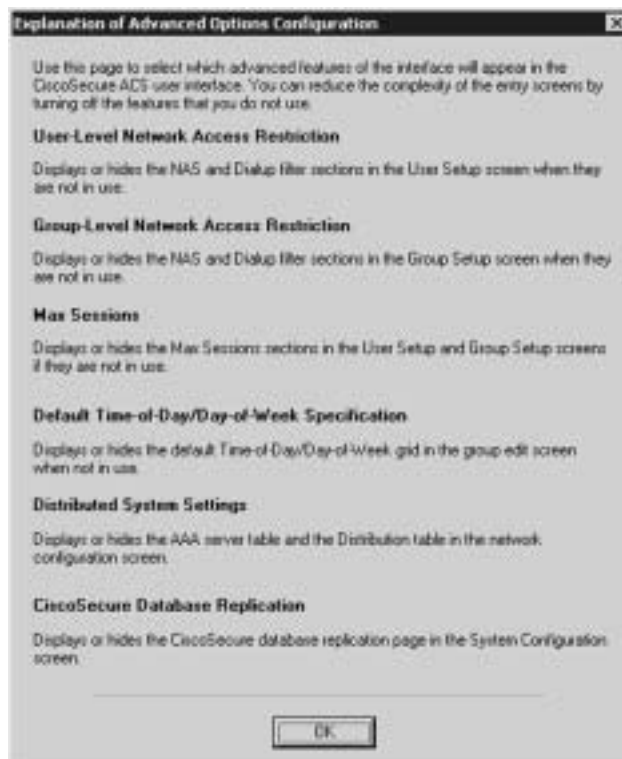 Explanation of Advanced Options Configuration
Use this page to select which advanced features of the interface will appear in the
CiscoSecure ACS user interface. You can reduce the complexity of the entry screens by
turning off the features that you do not use.
User-Level Network Access Restriction
Displays or hides the NAS and Dialup filter sections in the User Setup screen when they
are not in use.
Group-Level Network Access Restriction
Displays or hides the NAS and Dialup filter sections in the Group Setup screen when they
are not in use.
Max Sessions
Displays or hides the Max Sessions sections in the User Setup and Group Setup screens
if they are not in use.
Default Time-of-Day/Day-of-Week Specification
Displays or hides the default Time-of-Day/Day-of-Week grid in the group edit screen
when not in use.
Distributed System Settings
Displays or hides the AAA server table and the Distribution table in the network
configuration screen.
CiscoSecure Database Replication
Displays or hides the CiscoSecure database replication page in the System Configuration
screen.
OK